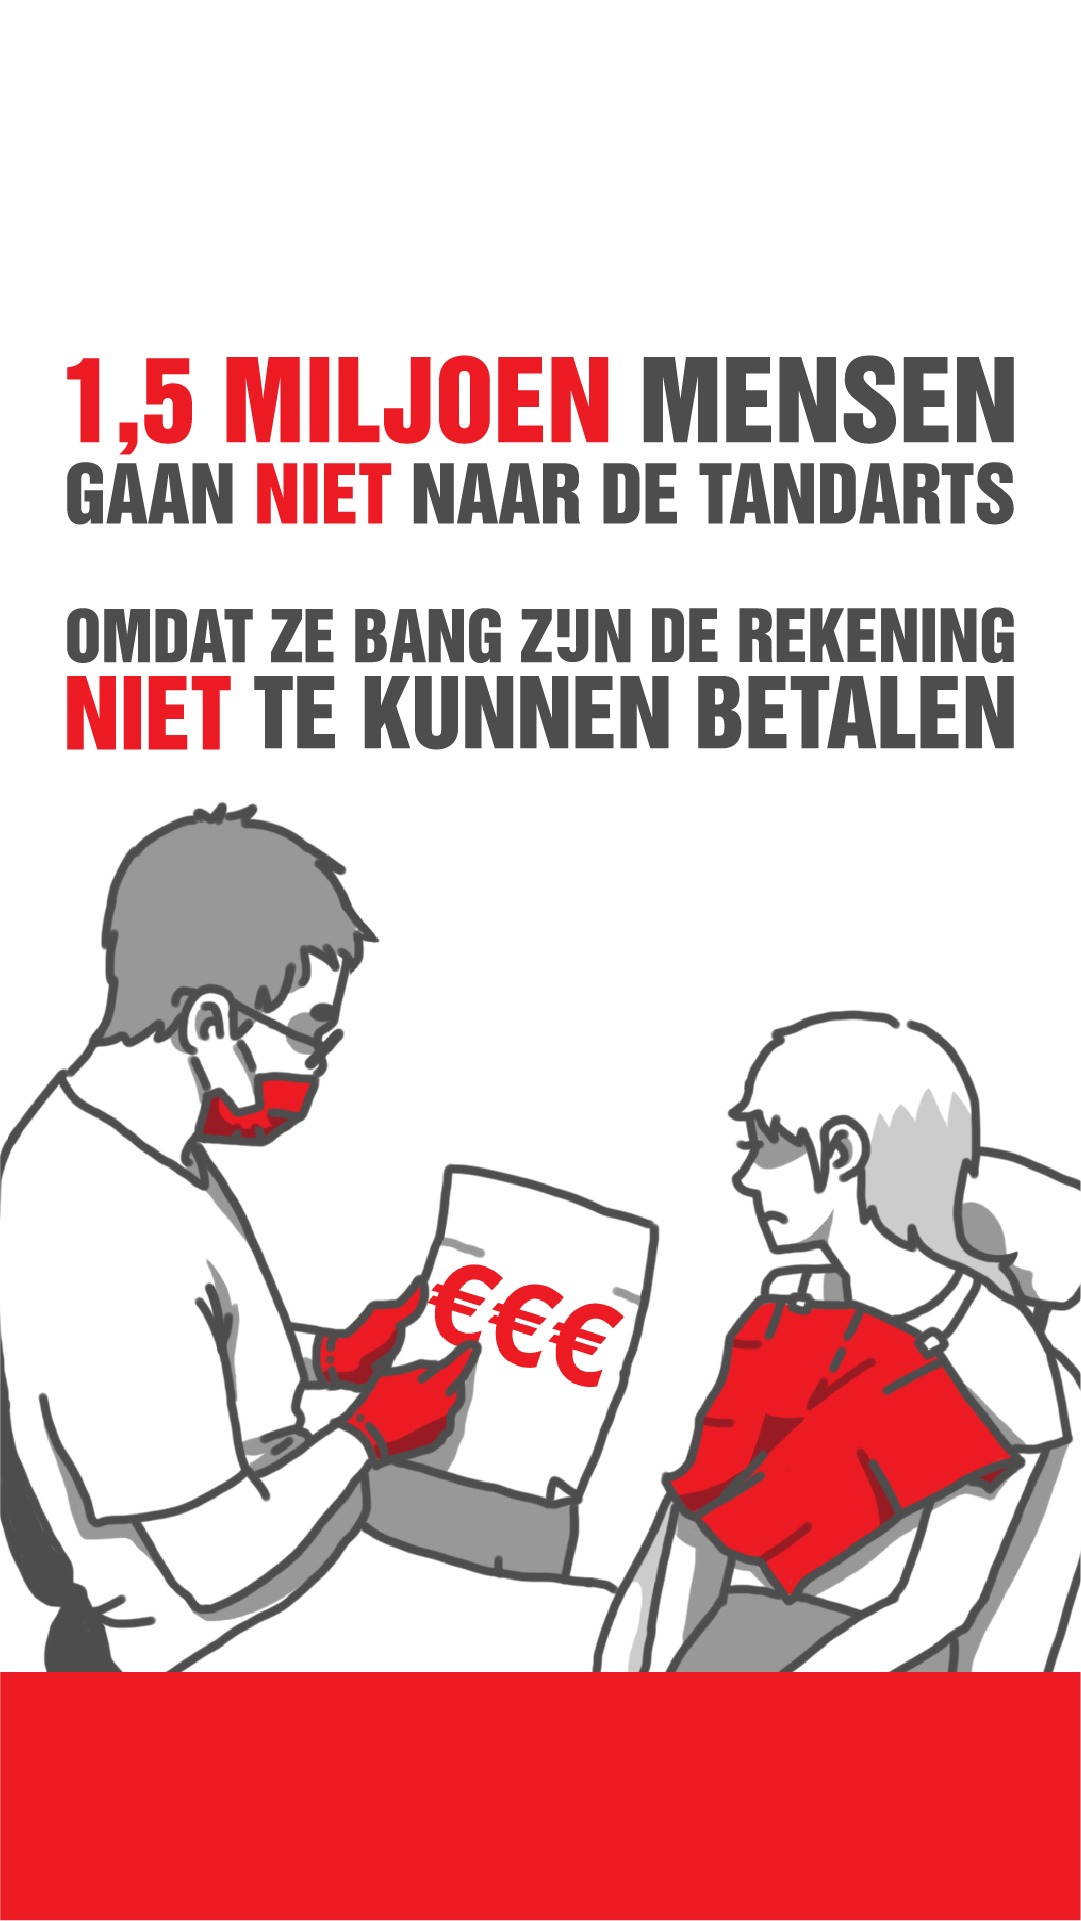 1,5 MILJOEN MENSEN
GAAN NIET NAAR DE TANDARTS
OMDAT ZE BANG ZIJN DE REKENING
NIET TE KUNNEN BETALEN
€€€